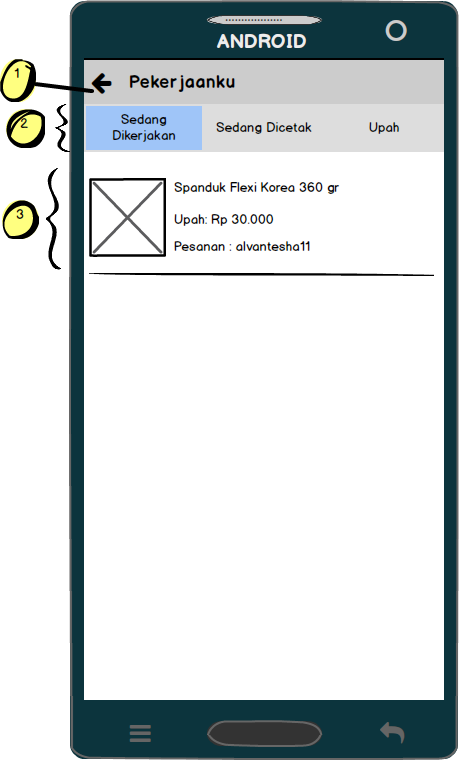 ANDROID
1
Pekerjaanku
2
Sedang
Dikerjakan
Sedang Dicetak
Upah
3
Spanduk Flexi Korea 360 gr
Upah: Rp 30.000
Pesanan : alvantesha11